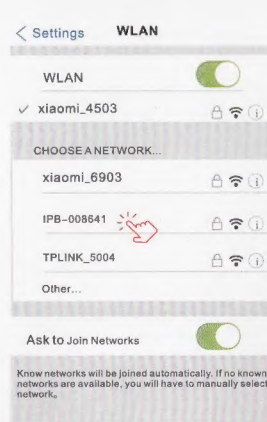 Settings WLAN
WLAN
xiaomi_4503
CHOOSE A NETWORK...
xiaomi_6903
IPB-008641
TPLINK_5004
Other...
Ask to Join Networks
Know networks will be joined automatically. If no known
networks are available, you will have to manually select
network。